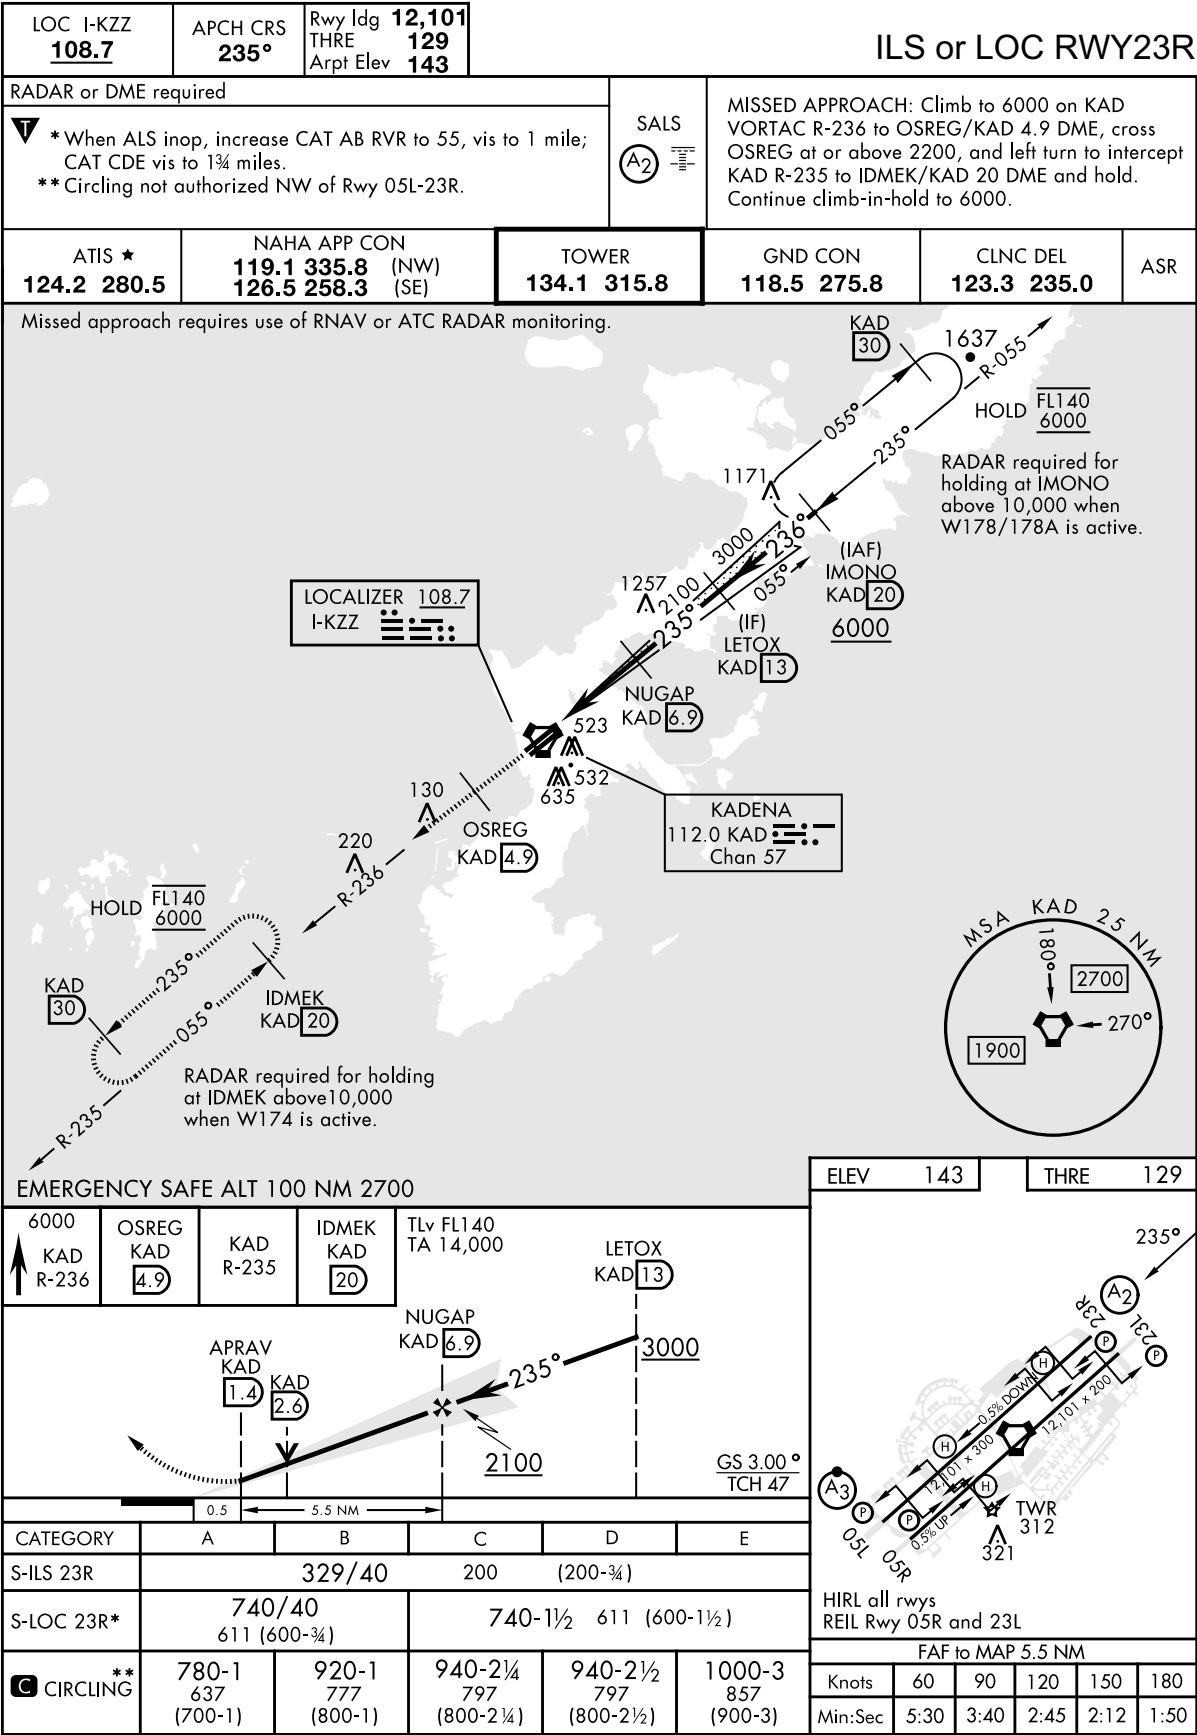 LOC I-KZZ
108.7
APCH CRS
235°
Rwy ldg 12,101
THRE 129
Arpt Elev 143
ILS or LOC RWY23R
RADAR or DME required
T
* When ALS inop, increase CAT AB RVR to 55, vis to 1 mile;
CAT CDE vis to 1¾ miles.
** Circling not authorized NW of Rwy 05L-23R.
SALS
A2
MISSED APPROACH: Climb to 6000 on KAD
VORTAC R-236 to OSREG/KAD 4.9 DME, cross
OSREG at or above 2200, and left turn to intercept
KAD R-235 to IDMEK/KAD 20 DME and hold.
Continue climb-in-hold to 6000.
ATIS ★
124.2 280.5
NAHA APP CON
119.1 335.8 (NW)
126.5 258.3 (SE)
TOWER
134.1 315.8
GND CON
118.5 275.8
CLNC DEL
123.3 235.0
ASR
Missed approach requires use of RNAV or ATC RADAR monitoring.
KAD
30
1637
R-055
HOLD FL140
6000
055°
235°
RADAR required for
holding at IMONO
above 10,000 when
W178/178A is active.
1171
236°
3000
(IAF)
IMONO
KAD 20
6000
055°
1257
2100
235°
(IF)
LETOX
KAD 13
LOCALIZER 108.7
I-KZZ
NUGAP
KAD 6.9
523
532
635
KADENA
112.0 KAD
Chan 57
130
OSREG
KAD 4.9
220
R-236
HOLD FL140
6000
235°
055°
KAD
30
IDMEK
KAD 20
RADAR required for holding
at IDMEK above10,000
when W174 is active.
R-235
MSA KAD 25 NM
180°
2700
270°
1900
EMERGENCY SAFE ALT 100 NM 2700
ELEV 143
THRE 129
6000
KAD
R-236
OSREG
KAD
4.9
KAD
R-235
IDMEK
KAD
20
TLv FL140
TA 14,000
LETOX
KAD 13
3000
NUGAP
KAD 6.9
235°
2100
APRAV
KAD
1.4
KAD
2.6
GS 3.00°
TCH 47
0.5
5.5 NM
235°
A2
23R
23L
P
P
H
0.5% DOWN
12,101 x 200
H
12,101 x 300
H
A3
P
P
0.5% UP
05L
05R
TWR
312
321
HIRL all rwys
REIL Rwy 05R and 23L
CATEGORY A B C D E
S-ILS 23R 329/40 200 (200-¾)
S-LOC 23R* 740/40 611 (600-¾) 740-1½ 611 (600-1½)
C CIRCLING **
780-1 920-1 940-2¼ 940-2½ 1000-3
637 777 797 797 857
(700-1) (800-1) (800-2¼) (800-2½) (900-3)
FAF to MAP 5.5 NM
Knots 60 90 120 150 180
Min:Sec 5:30 3:40 2:45 2:12 1:50